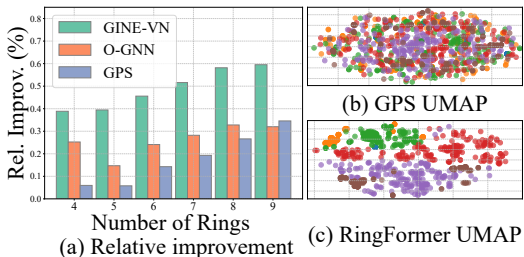 Rel. Improv. (%)
0.8
0.7
0.6
0.5
0.4
0.3
0.2
0.1
0.0
GINE-VN
O-GNN
GPS
4 5 6 7 8 9
Number of Rings
(a) Relative improvement
(b) GPS UMAP
(c) RingFormer UMAP